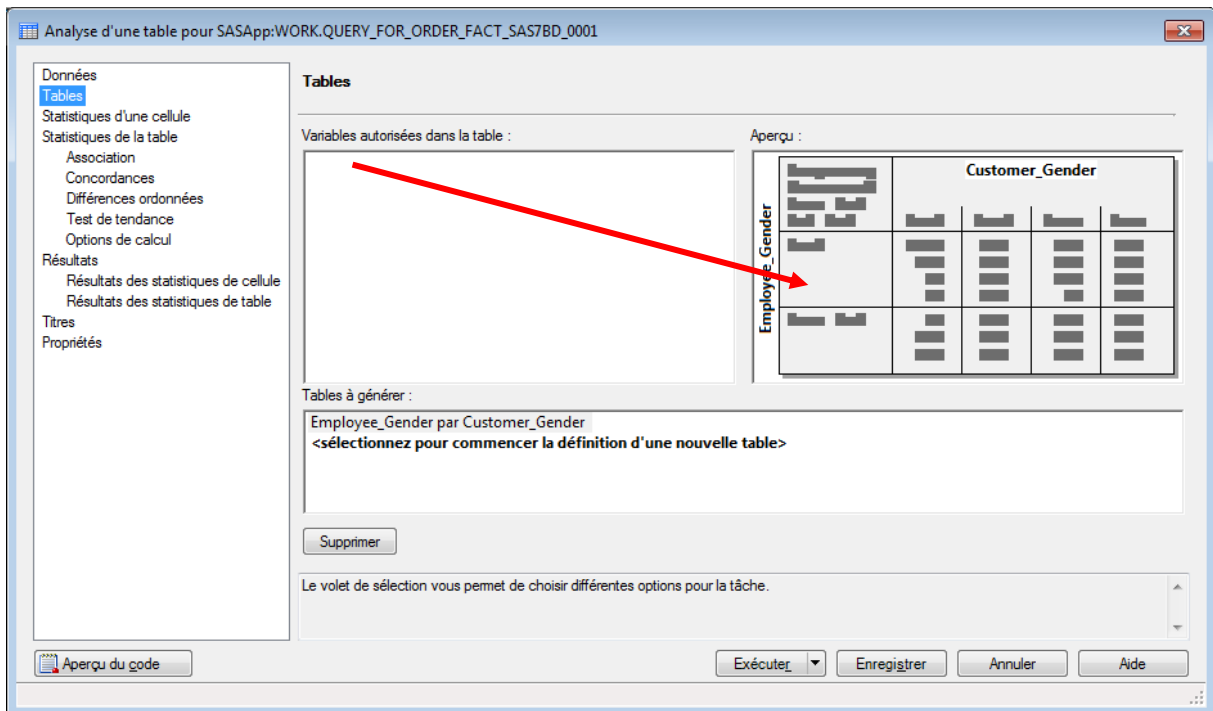 Analyse d'une table pour SASApp:WORK.QUERY_FOR_ORDER_FACT_SAS7BD_0001
Données
Tables
Statistiques d'une cellule
Statistiques de la table
Association
Concordances
Différences ordonnées
Test de tendance
Options de calcul
Résultats
Résultats des statistiques de cellule
Résultats des statistiques de table
Titres
Propriétés
Tables
Variables autorisées dans la table :
Aperçu :
Customer_Gender
Employee_Gender
Tables à générer :
Employee_Gender par Customer_Gender
<sélectionnez pour commencer la définition d'une nouvelle table>
Supprimer
Le volet de sélection vous permet de choisir différentes options pour la tâche.
Aperçu du code
Exécuter
Enregistrer
Annuler
Aide